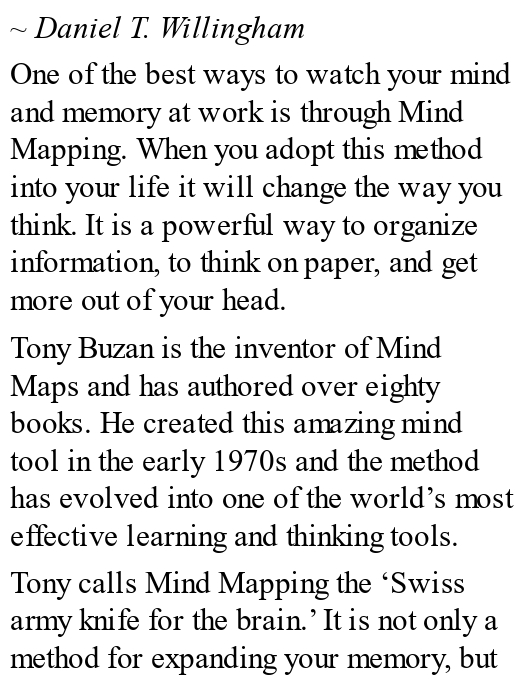 ~ Daniel T. Willingham
One of the best ways to watch your mind
and memory at work is through Mind
Mapping. When you adopt this method
into your life it will change the way you
think. It is a powerful way to organize
information, to think on paper, and get
more out of your head.
Tony Buzan is the inventor of Mind
Maps and has authored over eighty
books. He created this amazing mind
tool in the early 1970s and the method
has evolved into one of the world’s most
effective learning and thinking tools.
Tony calls Mind Mapping the ‘Swiss
army knife for the brain.’ It is not only a
method for expanding your memory, but